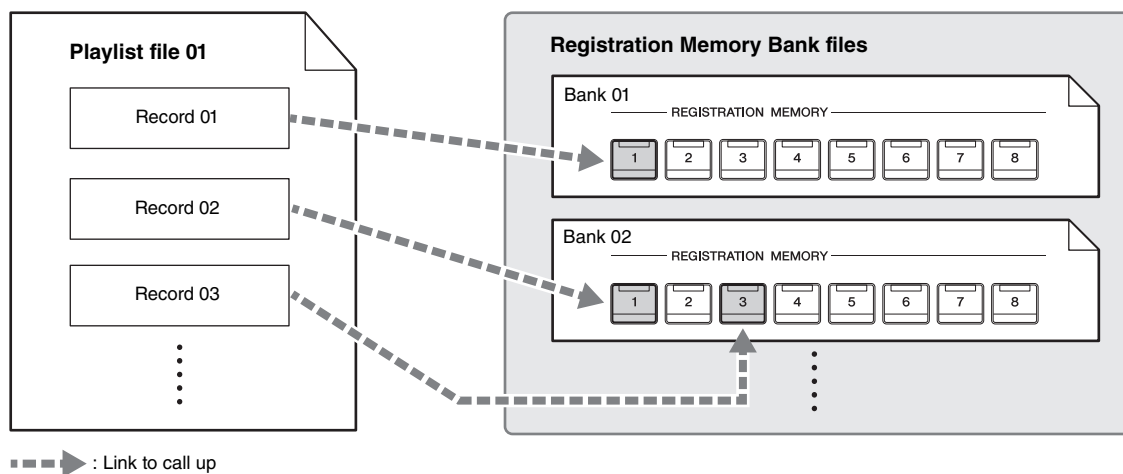 Playlist file 01
Record 01
Record 02
Record 03
Registration Memory Bank files
Bank 01
REGISTRATION MEMORY
1 2 3 4 5 6 7 8
Bank 02
REGISTRATION MEMORY
1 2 3 4 5 6 7 8
: Link to call up